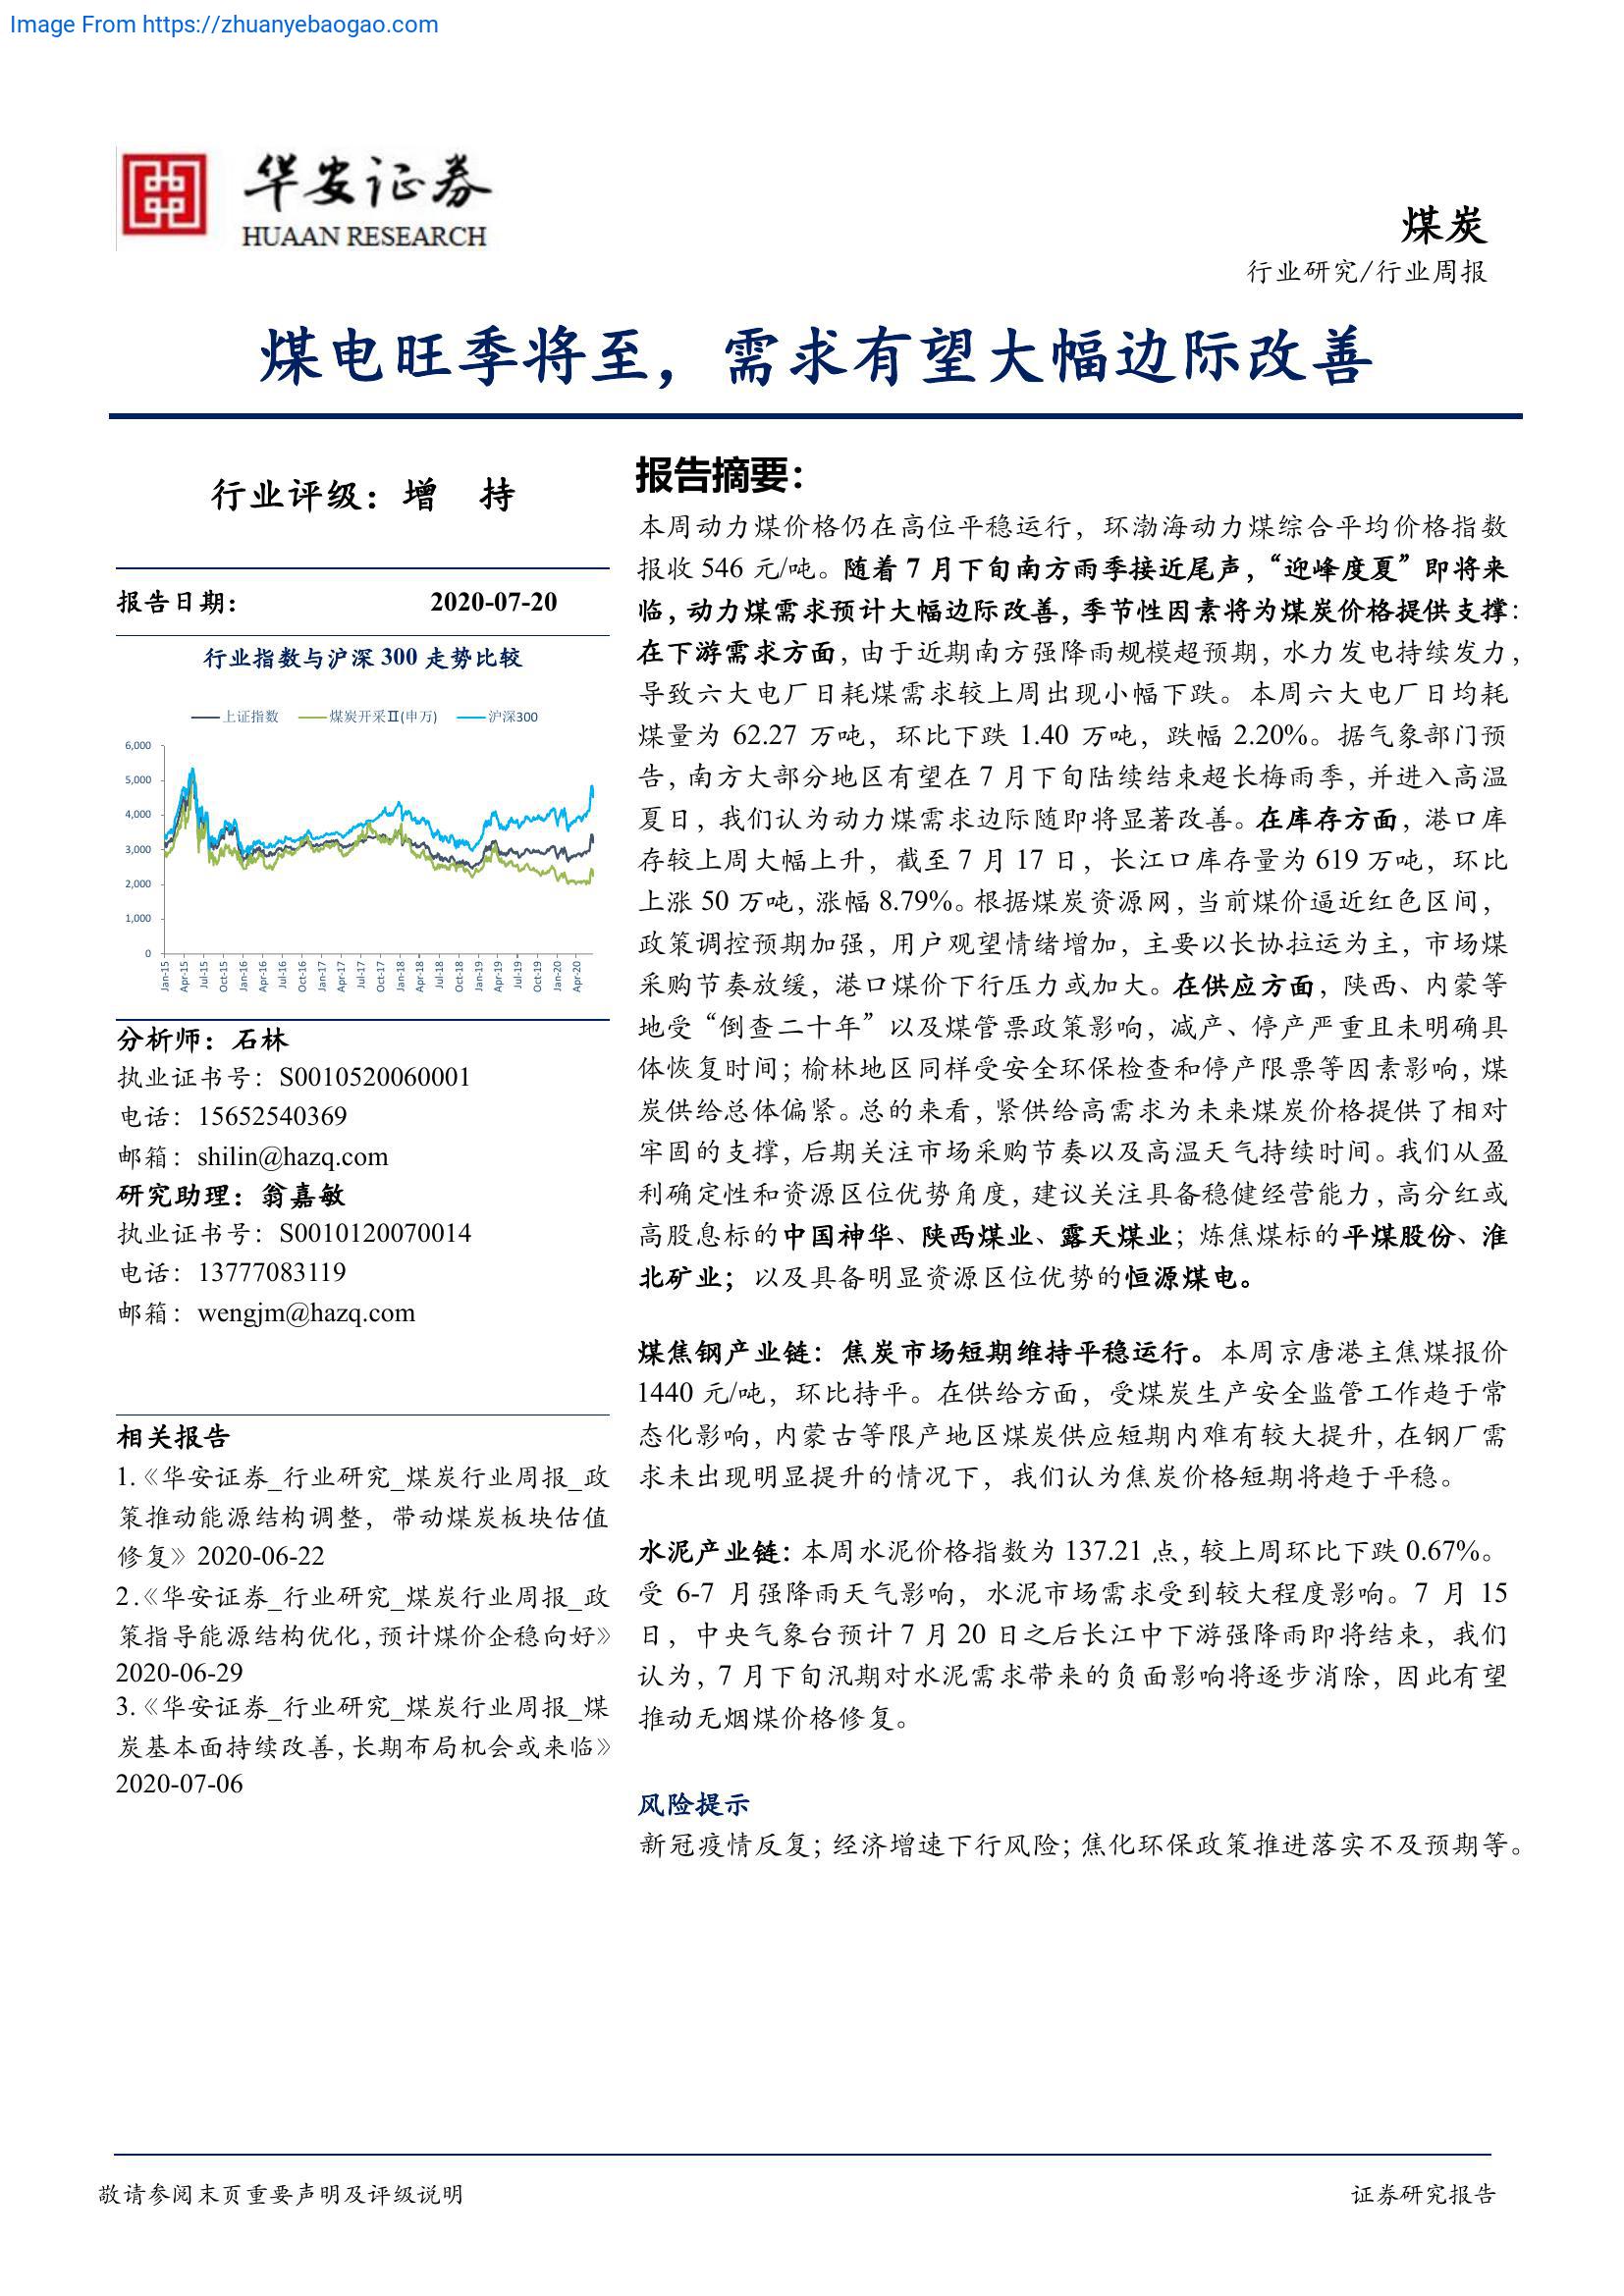 Image From https://zhuanyebaogao.com
华安证券
HUAAN RESEARCH
煤炭
行业研究/行业周报
煤电旺季将至，需求有望大幅边际改善
行业评级：增 持
报告日期： 2020-07-20
行业指数与沪深 300 走势比较
上证指数 煤炭开采Ⅱ(申万) 沪深300
6,000
5,000
4,000
3,000
2,000
1,000
0
Jan-15 Apr-15 Jul-15 Oct-15 Jan-16 Apr-16 Jul-16 Oct-16 Jan-17 Apr-17 Jul-17 Oct-17 Jan-18 Apr-18 Jul-18 Oct-18 Jan-19 Apr-19 Jul-19 Oct-19 Jan-20 Apr-20
分析师：石林
执业证书号：S0010520060001
电话：15652540369
邮箱：shilin@hazq.com
研究助理：翁嘉敏
执业证书号：S0010120070014
电话：13777083119
邮箱：wengjm@hazq.com
相关报告
1.《华安证券_行业研究_煤炭行业周报_政
策推动能源结构调整，带动煤炭板块估值
修复》2020-06-22
2.《华安证券_行业研究_煤炭行业周报_政
策指导能源结构优化，预计煤价企稳向好》
2020-06-29
3.《华安证券_行业研究_煤炭行业周报_煤
炭基本面持续改善，长期布局机会或来临》
2020-07-06
报告摘要：
本周动力煤价格仍在高位平稳运行，环渤海动力煤综合平均价格指数
报收 546 元/吨。随着 7 月下旬南方雨季接近尾声，“迎峰度夏”即将来
临，动力煤需求预计大幅边际改善，季节性因素将为煤炭价格提供支撑：
在下游需求方面，由于近期南方强降雨规模超预期，水力发电持续发力，
导致六大电厂日耗煤需求较上周出现小幅下跌。本周六大电厂日均耗
煤量为 62.27 万吨，环比下跌 1.40 万吨，跌幅 2.20%。据气象部门预
告，南方大部分地区有望在 7 月下旬陆续结束超长梅雨季，并进入高温
夏日，我们认为动力煤需求边际随即将显著改善。在库存方面，港口库
存较上周大幅上升，截至 7 月 17 日，长江口库存量为 619 万吨，环比
上涨 50 万吨，涨幅 8.79%。根据煤炭资源网，当前煤价逼近红色区间，
政策调控预期加强，用户观望情绪增加，主要以长协拉运为主，市场煤
采购节奏放缓，港口煤价下行压力或加大。在供应方面，陕西、内蒙等
地受“倒查二十年”以及煤管票政策影响，减产、停产严重且未明确具
体恢复时间；榆林地区同样受安全环保检查和停产限票等因素影响，煤
炭供给总体偏紧。总的来看，紧供给高需求为未来煤炭价格提供了相对
牢固的支撑，后期关注市场采购节奏以及高温天气持续时间。我们从盈
利确定性和资源区位优势角度，建议关注具备稳健经营能力，高分红或
高股息标的中国神华、陕西煤业、露天煤业；炼焦煤标的平煤股份、淮
北矿业；以及具备明显资源区位优势的恒源煤电。
煤焦钢产业链：焦炭市场短期维持平稳运行。本周京唐港主焦煤报价
1440 元/吨，环比持平。在供给方面，受煤炭生产安全监管工作趋于常
态化影响，内蒙古等限产地区煤炭供应短期内难有较大提升，在钢厂需
求未出现明显提升的情况下，我们认为焦炭价格短期将趋于平稳。
水泥产业链：本周水泥价格指数为 137.21 点，较上周环比下跌 0.67%。
受 6-7 月强降雨天气影响，水泥市场需求受到较大程度影响。7 月 15
日，中央气象台预计 7 月 20 日之后长江中下游强降雨即将结束，我们
认为，7 月下旬汛期对水泥需求带来的负面影响将逐步消除，因此有望
推动无烟煤价格修复。
风险提示
新冠疫情反复；经济增速下行风险；焦化环保政策推进落实不及预期等。
敬请参阅末页重要声明及评级说明
证券研究报告